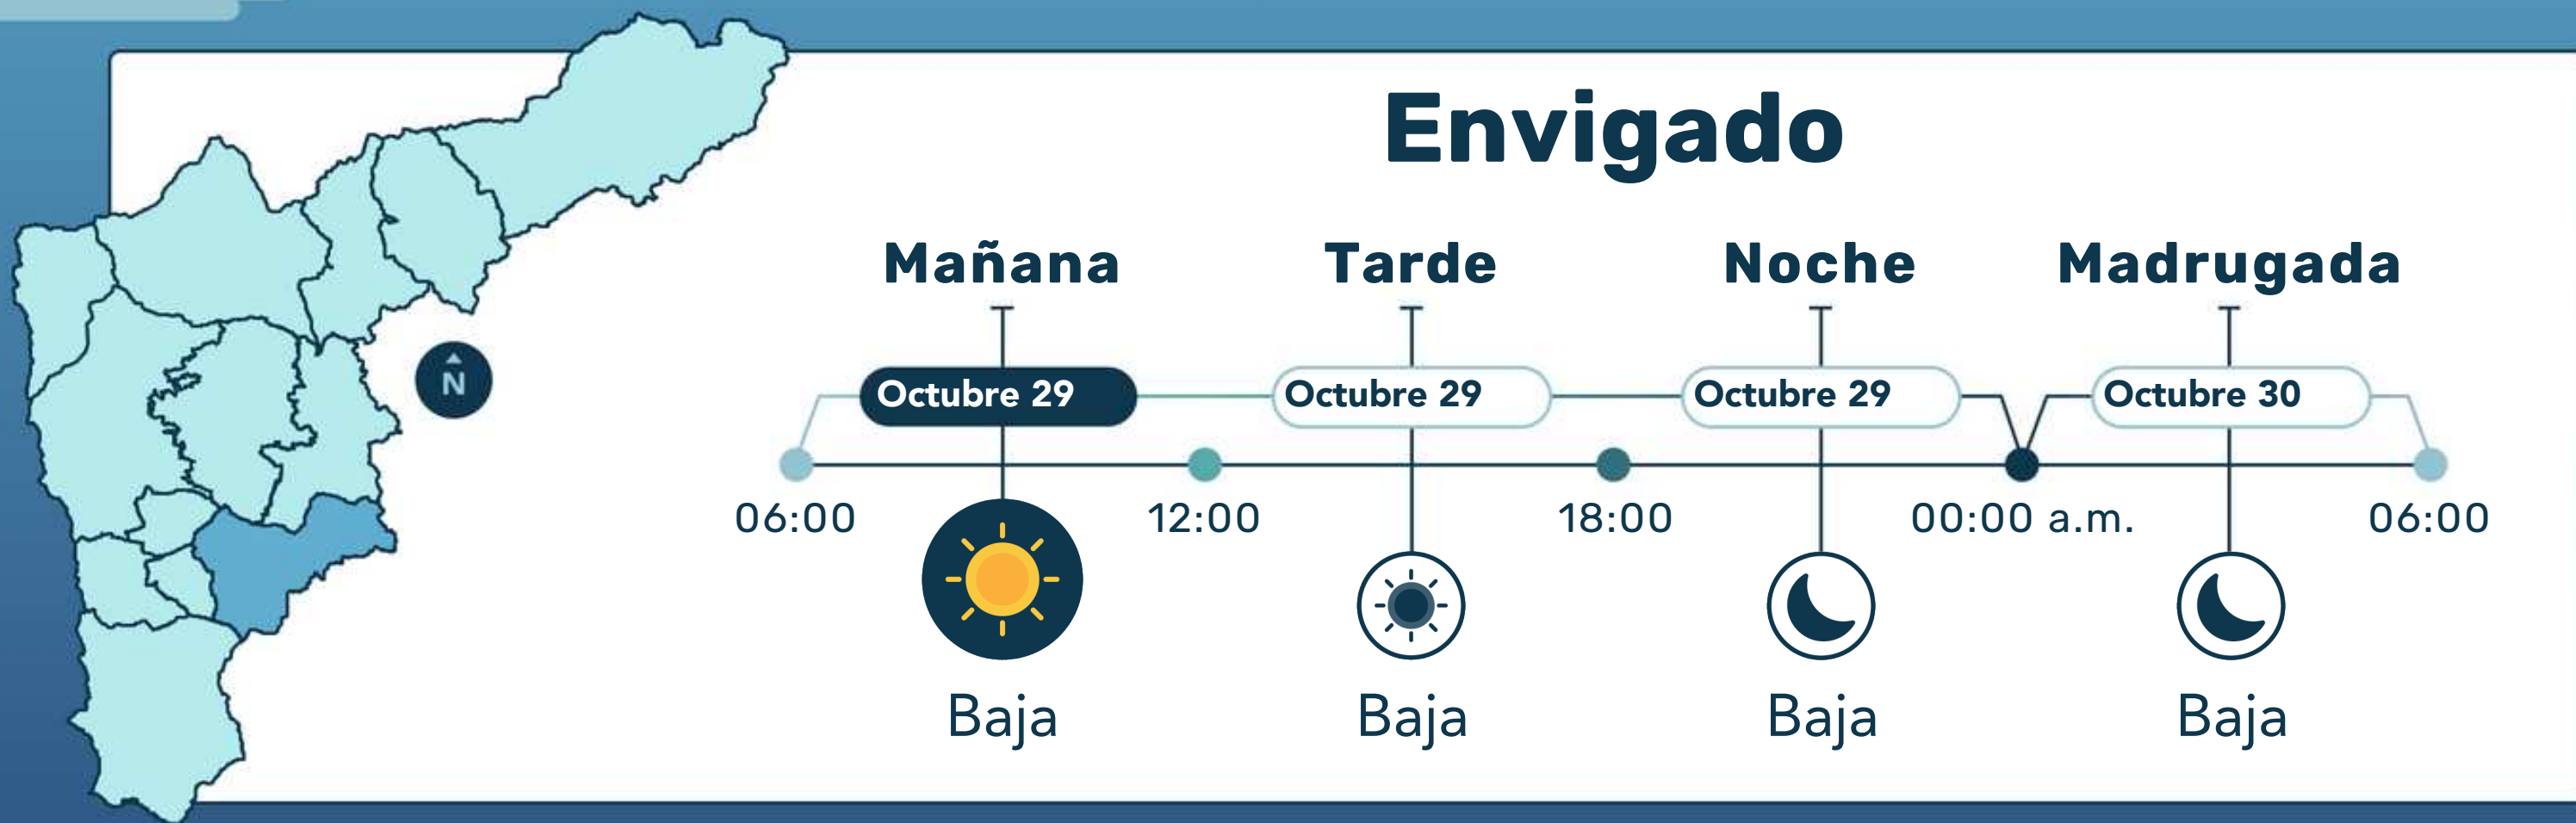 Envigado
Mañana Tarde Noche Madrugada
N
Octubre 29 Octubre 29 Octubre 29 Octubre 30
06:00 12:00 18:00 00:00 a.m. 06:00
Baja Baja Baja Baja